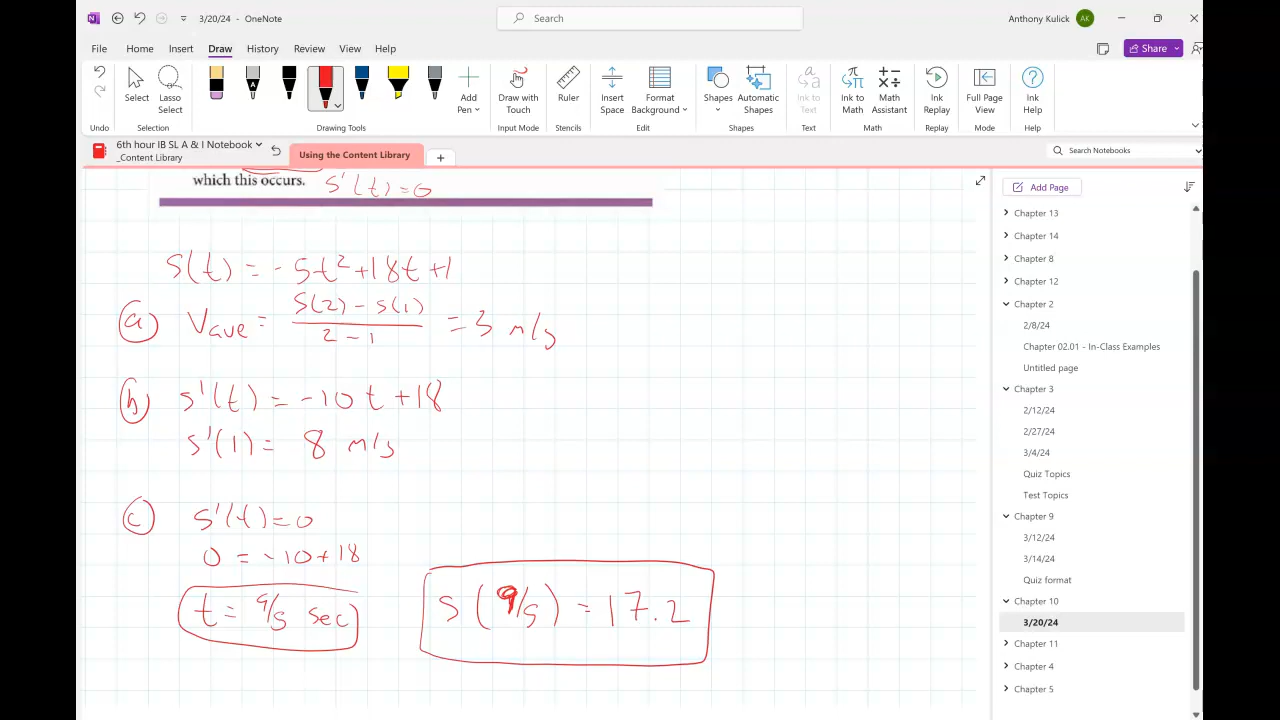 3/20/24 - OneNote
Search
Anthony Kulick AK
File Home Insert Draw History Review View Help
Share
Select Lasso Select Add Pen Draw with Touch Ruler Insert Space Format Background Shapes Automatic Shapes Ink to Text Ink to Math Math Assistant Ink Replay Full Page View Ink Help
Undo Selection Drawing Tools Input Mode Stencils Edit Shapes Text Math Replay Mode Help
6th hour IB SL A & I Notebook
_Content Library
Using the Content Library
+
Search Notebooks
which this occurs. s'(t)=0
s(t) = -5t²+18t+1
(a) Vave = s(2)-s(1) / 2-1 = 3 m/s
(b) s'(t) = -10t+18
s'(1) = 8 m/s
(c) s'(t)=0
0 = -10+18
t = 9/5 sec
s(9/5) = 17.2
Add Page
Chapter 13
Chapter 14
Chapter 8
Chapter 12
Chapter 2
2/8/24
Chapter 02.01 - In-Class Examples
Untitled page
Chapter 3
2/12/24
2/27/24
3/4/24
Quiz Topics
Test Topics
Chapter 9
3/12/24
3/14/24
Quiz format
Chapter 10
3/20/24
Chapter 11
Chapter 4
Chapter 5